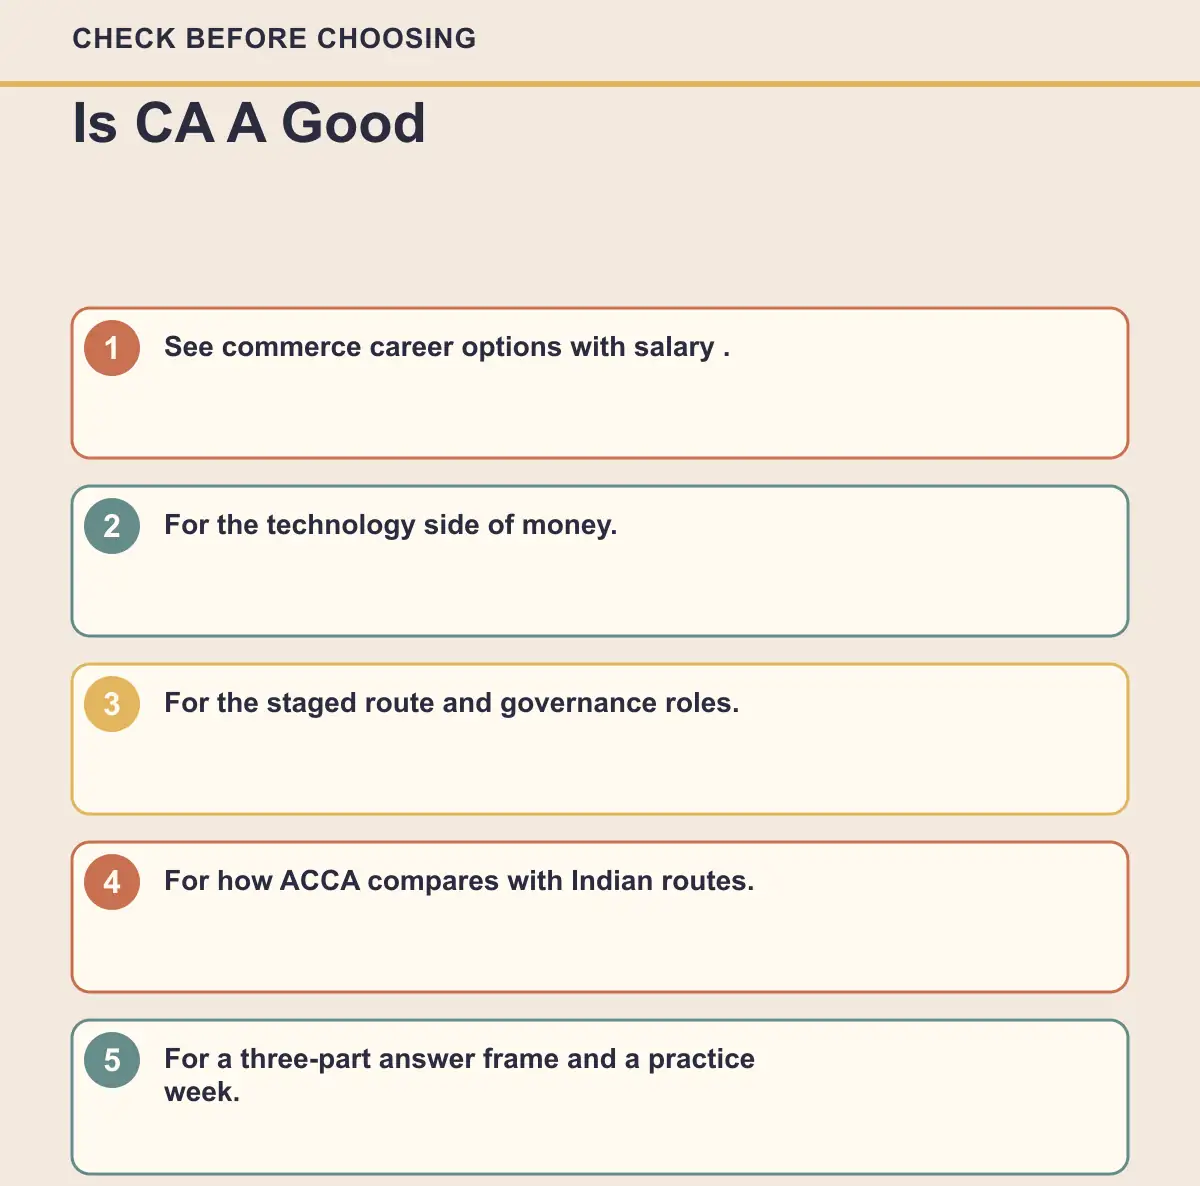 CHECK BEFORE CHOOSING
Is CA A Good
1 See commerce career options with salary .
2 For the technology side of money.
3 For the staged route and governance roles.
4 For how ACCA compares with Indian routes.
5 For a three-part answer frame and a practice
week.